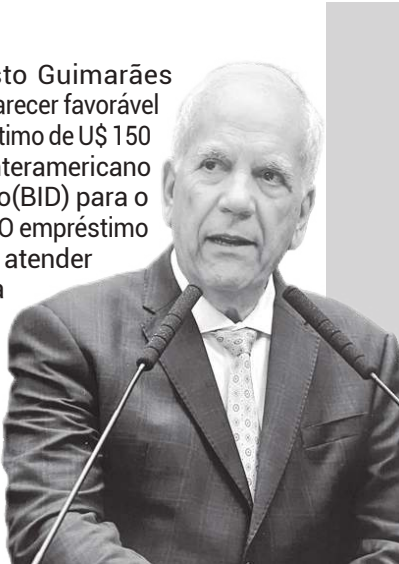 sto Guimarães
arecer favorável
timo de U$ 150
nteramericano
o(BID) para o
O empréstimo
atender
a